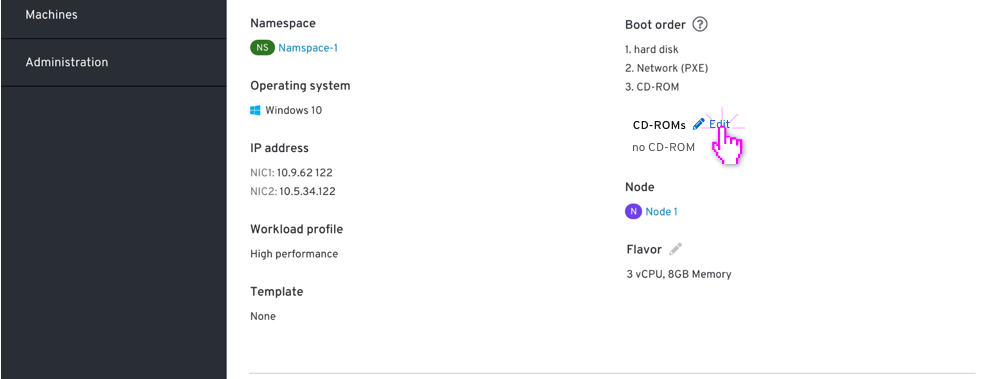 Machines
Administration
Namespace
NS Namspace-1
Operating system
Windows 10
IP address
NIC1: 10.9.62 122
NIC2: 10.5.34.122
Workload profile
High performance
Template
None
Boot order ?
1. hard disk
2. Network (PXE)
3. CD-ROM
CD-ROMs Edit
no CD-ROM
Node
N Node 1
Flavor
3 vCPU, 8GB Memory